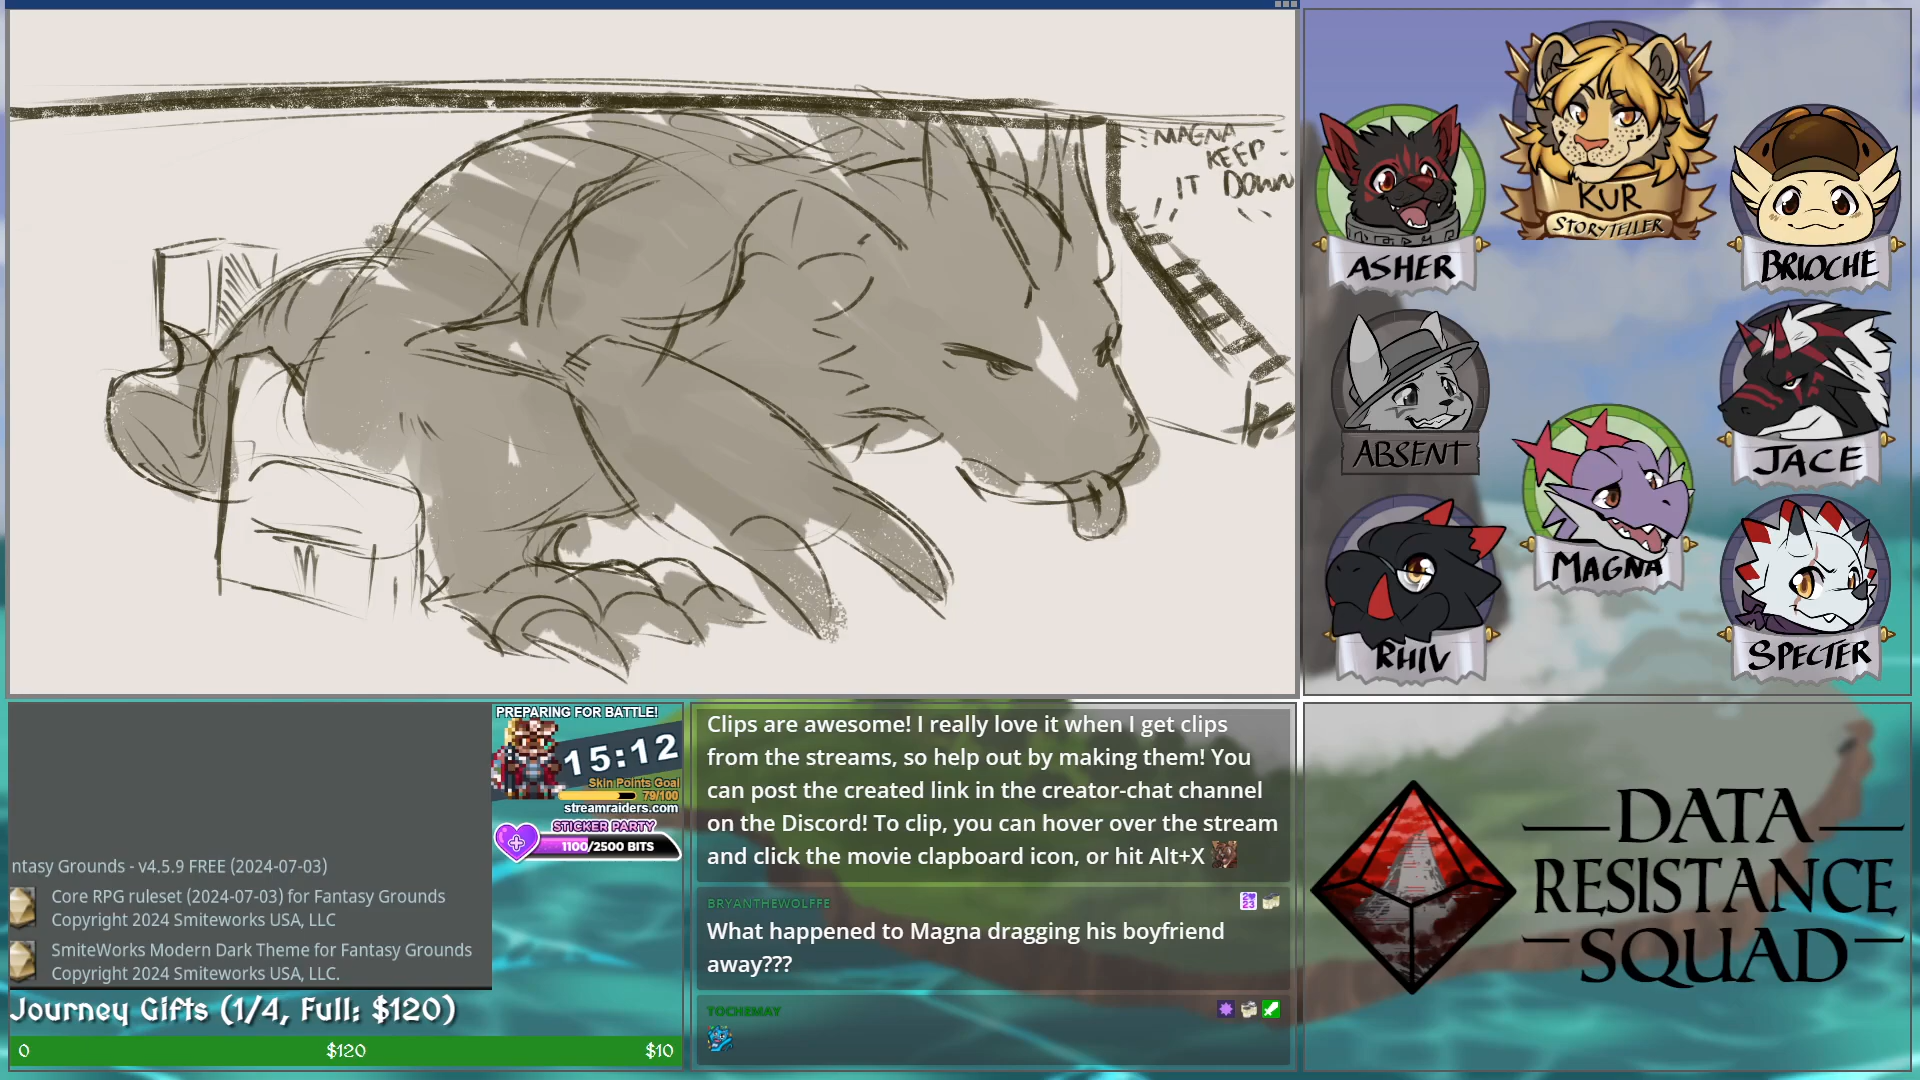 MAGNA
KEEP
IT DOWN
KUR
STORYTELLER
ASHER
BRIOCHE
ABSENT
JACE
MAGNA
RHIV
SPECTER
ntasy Grounds - v4.5.9 FREE (2024-07-03)
Core RPG ruleset (2024-07-03) for Fantasy Grounds
Copyright 2024 Smiteworks USA, LLC
SmiteWorks Modern Dark Theme for Fantasy Grounds
Copyright 2024 Smiteworks USA, LLC.
Journey Gifts (1/4, Full: $120)
0 $120 $10
PREPARING FOR BATTLE!
15:12
Skin Points Goal
79/100
streamraiders.com
STICKER PARTY
1100/2500 BITS
Clips are awesome! I really love it when I get clips
from the streams, so help out by making them! You
can post the created link in the creator-chat channel
on the Discord! To clip, you can hover over the stream
and click the movie clapboard icon, or hit Alt+X
BRYANTHEWOLFFE
What happened to Magna dragging his boyfriend
away???
TOCHEMAY
DATA
RESISTANCE
SQUAD